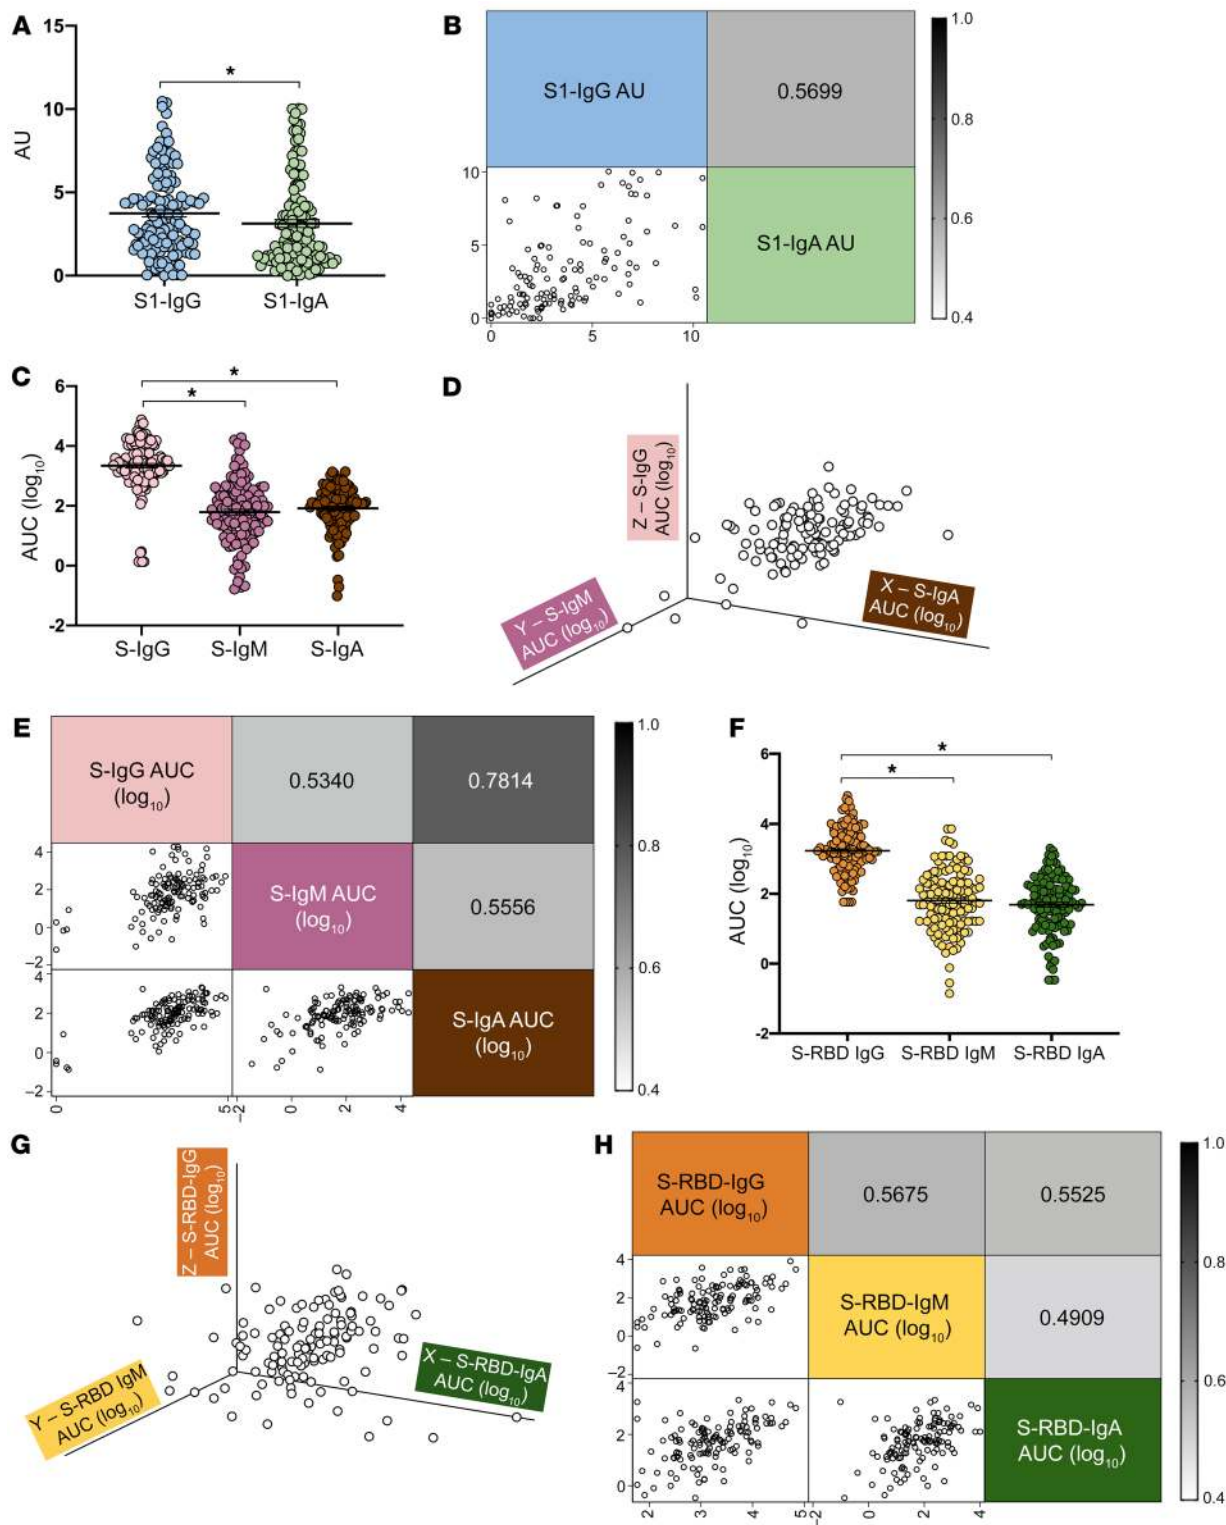 A
15
*
10
AU
5
0
S1-IgG S1-IgA
B
S1-IgG AU
0.5699
1.0
0.8
0.6
0.4
10
5
0
S1-IgA AU
0 5 10
C
6
*
*
4
AUC (log10)
2
0
-2
S-IgG S-IgM S-IgA
D
Z – S-IgG
AUC (log10)
Y – S-IgM
AUC (log10)
X – S-IgA
AUC (log10)
E
S-IgG AUC
(log10)
0.5340
0.7814
1.0
0.8
0.6
0.4
4
2
0
–2
S-IgM AUC
(log10)
0.5556
4
2
0
–2
S-IgA AUC
(log10)
0 5 –2 0 2 4
F
6
*
*
4
AUC (log10)
2
0
-2
S-RBD IgG S-RBD IgM S-RBD IgA
G
Z – S-RBD-IgG
AUC (log10)
Y – S-RBD IgM
AUC (log10)
X – S-RBD-IgA
AUC (log10)
H
S-RBD-IgG
AUC (log10)
0.5675
0.5525
1.0
0.8
0.6
0.4
4
2
0
–2
S-RBD-IgM
AUC (log10)
0.4909
4
2
0
S-RBD-IgA
AUC (log10)
2 3 4 5 –2 0 2 4